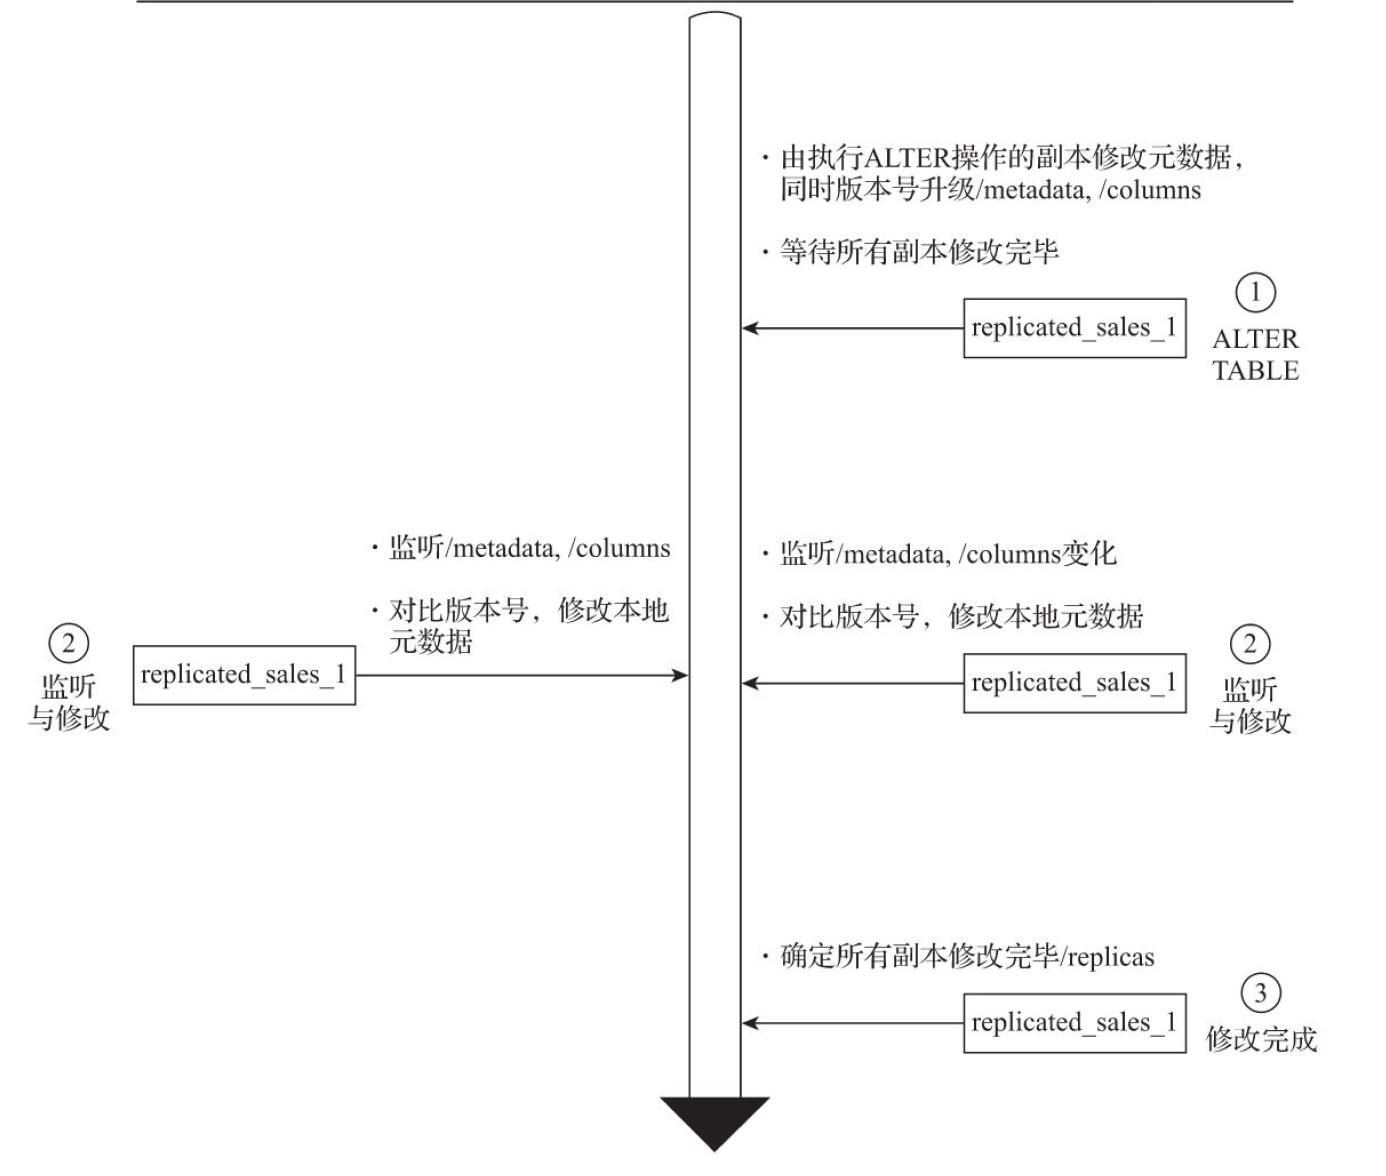 · 由执行ALTER操作的副本修改元数据，
同时版本号升级/metadata, /columns
· 等待所有副本修改完毕
①
replicated_sales_1
ALTER
TABLE
· 监听/metadata, /columns
· 对比版本号，修改本地
元数据
②
replicated_sales_1
监听
与修改
· 监听/metadata, /columns变化
· 对比版本号，修改本地元数据
②
replicated_sales_1
监听
与修改
· 确定所有副本修改完毕/replicas
③
replicated_sales_1
修改完成